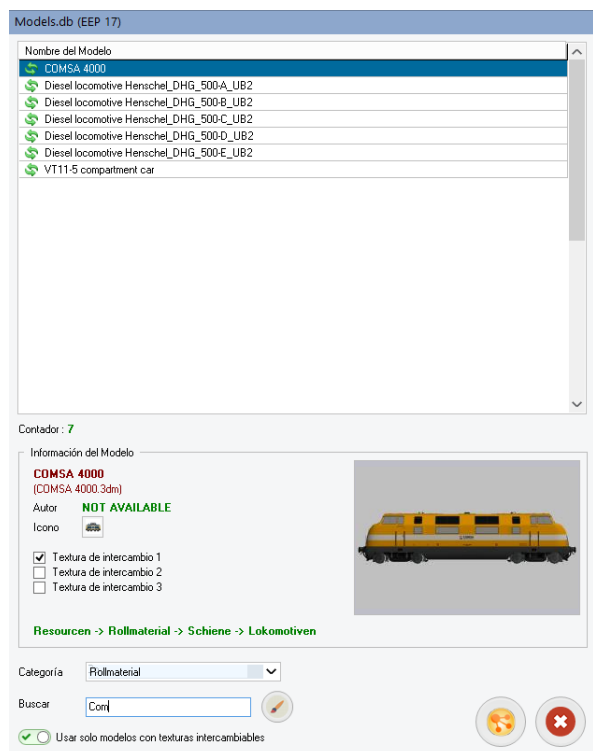 Models.db (EEP 17)
Nombre del Modelo
COMSA 4000
Diesel locomotive Henschel_DHG_500-A_UB2
Diesel locomotive Henschel_DHG_500-B_UB2
Diesel locomotive Henschel_DHG_500-C_UB2
Diesel locomotive Henschel_DHG_500-D_UB2
Diesel locomotive Henschel_DHG_500-E_UB2
VT11-5 compartment car
Contador : 7
Información del Modelo
COMSA 4000
(COMSA 4000.3dm)
Autor NOT AVAILABLE
Icono
Textura de intercambio 1
Textura de intercambio 2
Textura de intercambio 3
Resourcen -> Rollmaterial -> Schiene -> Lokomotiven
Categoría Rollmaterial
Buscar Com
Usar solo modelos con texturas intercambiables